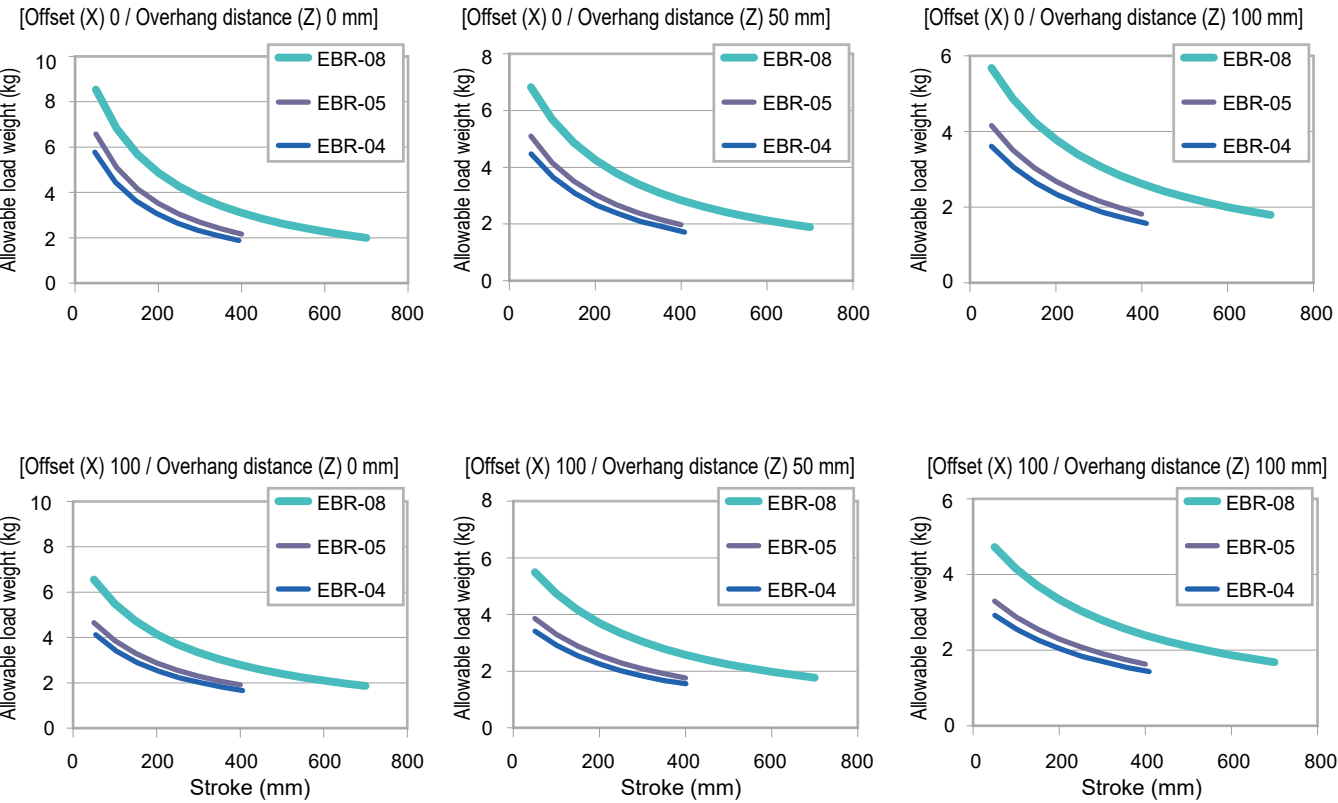 [Offset (X) 0 / Overhang distance (Z) 0 mm]
Allowable load weight (kg)
10
8
6
4
2
0
0 200 400 600 800
EBR-08
EBR-05
EBR-04
[Offset (X) 0 / Overhang distance (Z) 50 mm]
Allowable load weight (kg)
8
6
4
2
0
0 200 400 600 800
EBR-08
EBR-05
EBR-04
[Offset (X) 0 / Overhang distance (Z) 100 mm]
Allowable load weight (kg)
6
4
2
0
0 200 400 600 800
EBR-08
EBR-05
EBR-04
[Offset (X) 100 / Overhang distance (Z) 0 mm]
Allowable load weight (kg)
10
8
6
4
2
0
0 200 400 600 800
Stroke (mm)
EBR-08
EBR-05
EBR-04
[Offset (X) 100 / Overhang distance (Z) 50 mm]
Allowable load weight (kg)
8
6
4
2
0
0 200 400 600 800
Stroke (mm)
EBR-08
EBR-05
EBR-04
[Offset (X) 100 / Overhang distance (Z) 100 mm]
Allowable load weight (kg)
6
4
2
0
0 200 400 600 800
Stroke (mm)
EBR-08
EBR-05
EBR-04